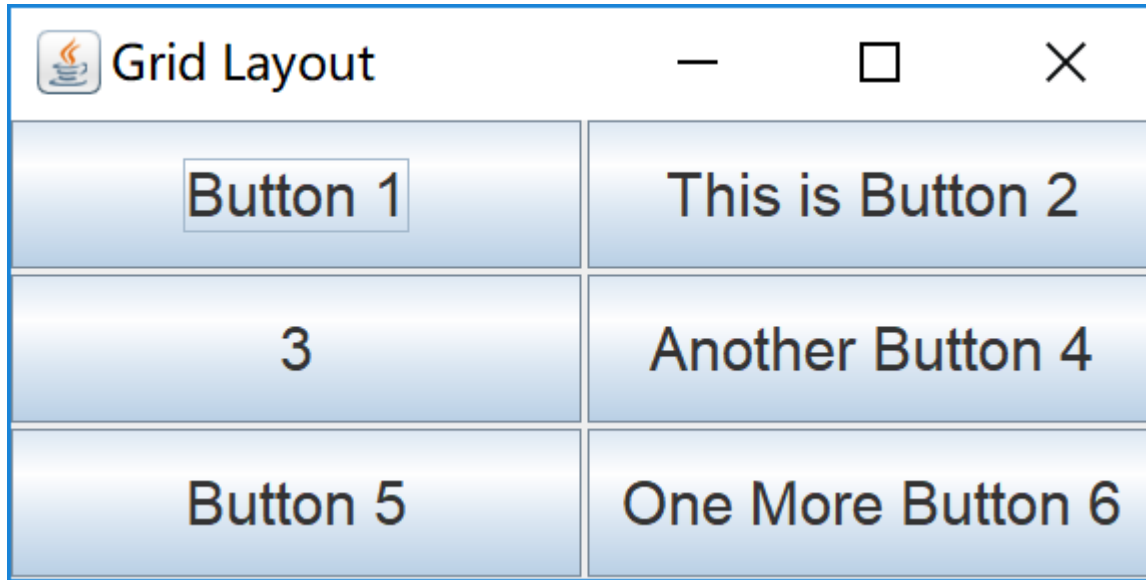 Grid Layout
Button 1
This is Button 2
3
Another Button 4
Button 5
One More Button 6